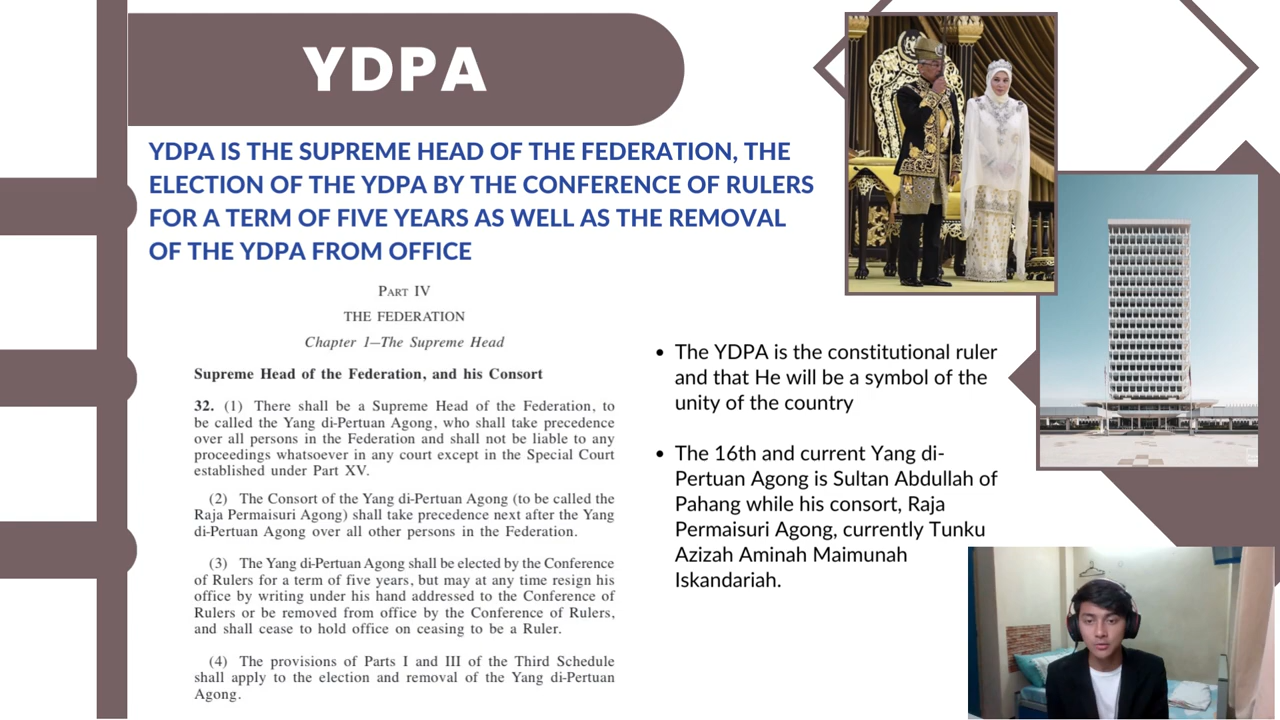 YDPA
YDPA IS THE SUPREME HEAD OF THE FEDERATION, THE
ELECTION OF THE YDPA BY THE CONFERENCE OF RULERS
FOR A TERM OF FIVE YEARS AS WELL AS THE REMOVAL
OF THE YDPA FROM OFFICE
PART IV
THE FEDERATION
Chapter 1—The Supreme Head
Supreme Head of the Federation, and his Consort
32. (1) There shall be a Supreme Head of the Federation, to
be called the Yang di-Pertuan Agong, who shall take precedence
over all persons in the Federation and shall not be liable to any
proceedings whatsoever in any court except in the Special Court
established under Part XV.
(2) The Consort of the Yang di-Pertuan Agong (to be called the
Raja Permaisuri Agong) shall take precedence next after the Yang
di-Pertuan Agong over all other persons in the Federation.
(3) The Yang di-Pertuan Agong shall be elected by the Conference
of Rulers for a term of five years, but may at any time resign his
office by writing under his hand addressed to the Conference of
Rulers or be removed from office by the Conference of Rulers,
and shall cease to hold office on ceasing to be a Ruler.
(4) The provisions of Parts I and III of the Third Schedule
shall apply to the election and removal of the Yang di-Pertuan
Agong.
• The YDPA is the constitutional ruler
and that He will be a symbol of the
unity of the country
• The 16th and current Yang di-
Pertuan Agong is Sultan Abdullah of
Pahang while his consort, Raja
Permaisuri Agong, currently Tunku
Azizah Aminah Maimunah
Iskandariah.